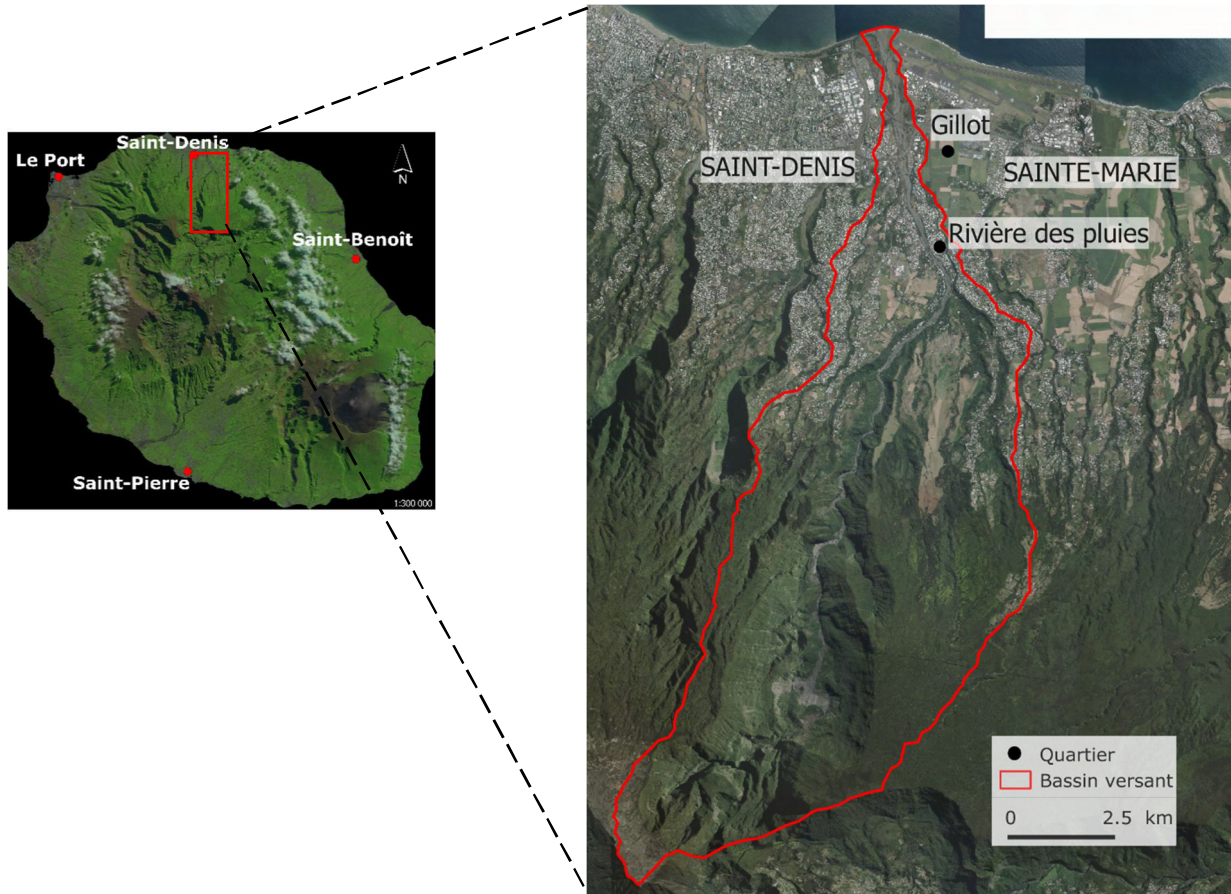 Saint-Denis
Le Port
N
Saint-Benoît
Saint-Pierre
1:300 000
Gillot
SAINT-DENIS
SAINTE-MARIE
Rivière des pluies
Quartier
Bassin versant
0 2.5 km